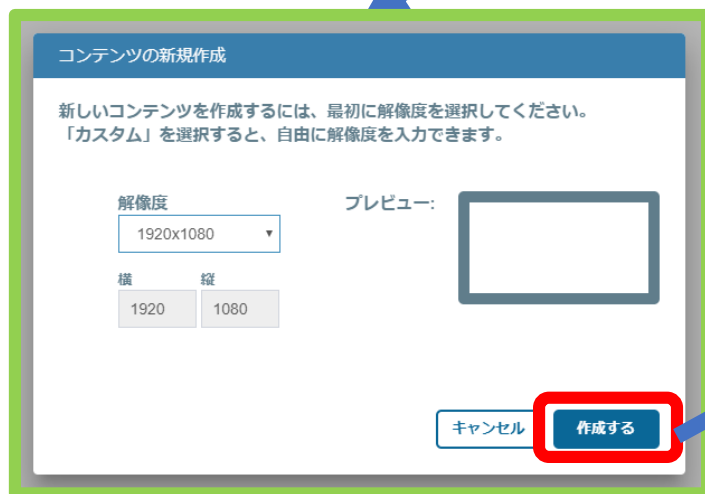 コンテンツの新規作成
新しいコンテンツを作成するには、最初に解像度を選択してください。
「カスタム」を選択すると、自由に解像度を入力できます。
解像度
プレビュー:
1920x1080
横 縦
1920 1080
キャンセル 作成する